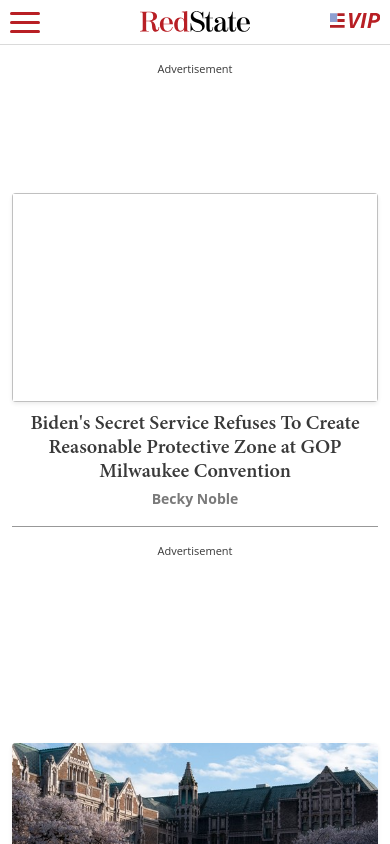 RedState
VIP
Advertisement
Biden's Secret Service Refuses To Create
Reasonable Protective Zone at GOP
Milwaukee Convention
Becky Noble
Advertisement